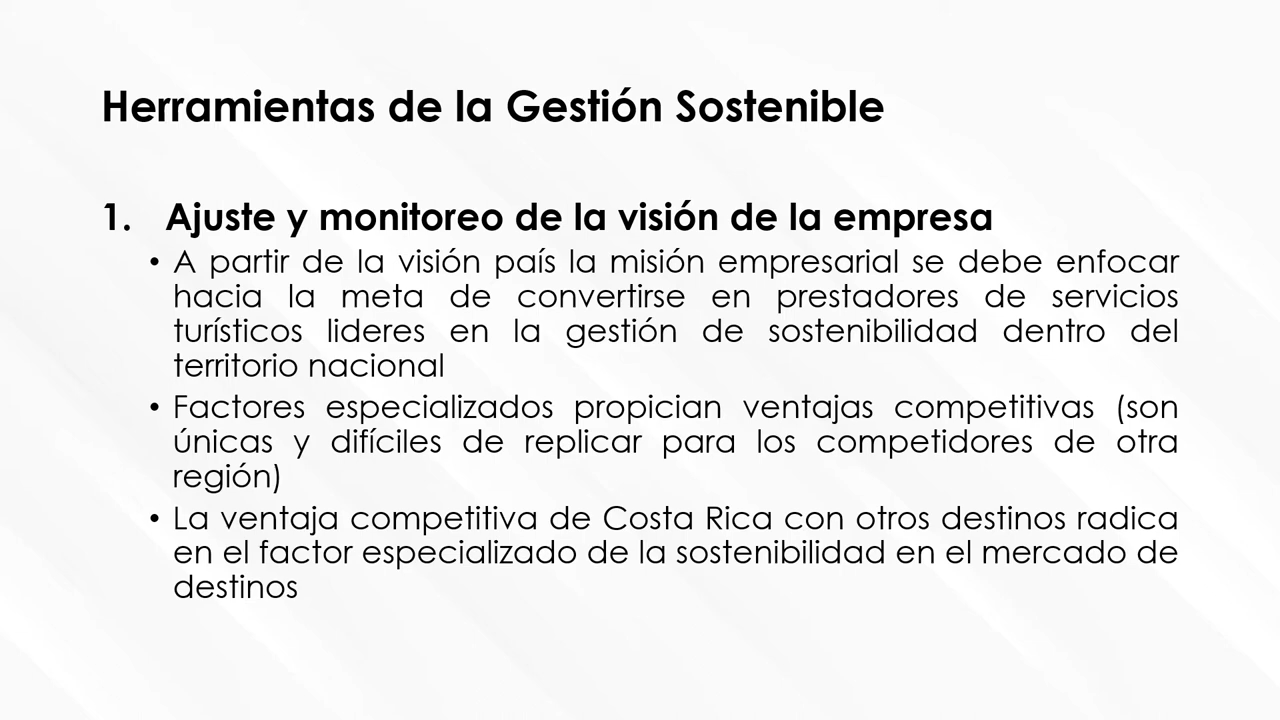 Herramientas de la Gestión Sostenible
1. Ajuste y monitoreo de la visión de la empresa
• A partir de la visión país la misión empresarial se debe enfocar
hacia la meta de convertirse en prestadores de servicios
turísticos lideres en la gestión de sostenibilidad dentro del
territorio nacional
• Factores especializados propician ventajas competitivas (son
únicas y difíciles de replicar para los competidores de otra
región)
• La ventaja competitiva de Costa Rica con otros destinos radica
en el factor especializado de la sostenibilidad en el mercado de
destinos